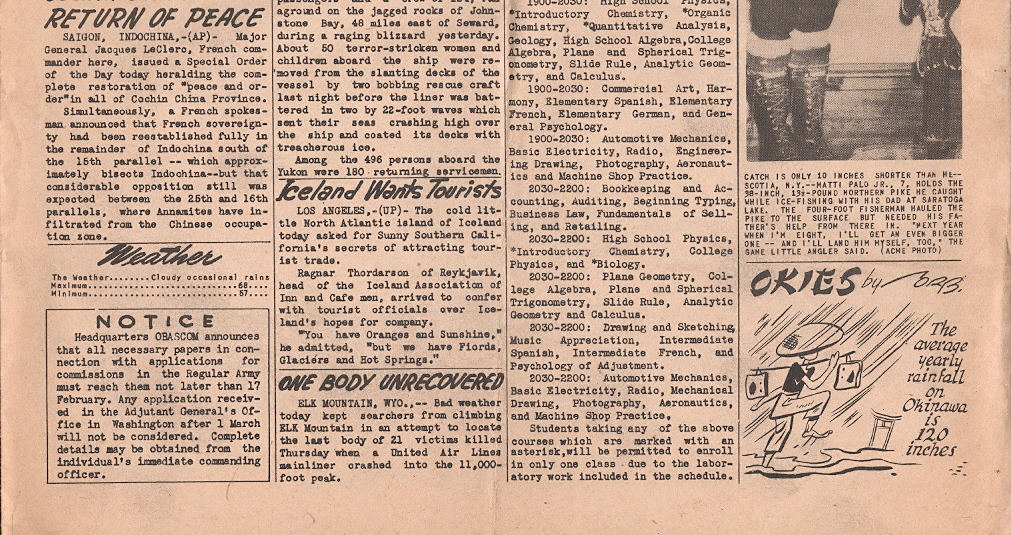 RETURN OF PEACE
SAIGON, INDOCHINA,-(AP)- Major
General Jacques LeClerc, French com-
mander here, issued a Special Order
of the Day today heralding the com-
plete restoration of "peace and or-
der"in all of Cochin China Province.
Simultaneously, a French spokes-
man announced that French sovereign-
ty had been reestablished fully in
the remainder of Indochina south of
the 15th parallel -- which approx-
imately bisects Indochina--but that
considerable opposition still was
expected between the 25th and 16th
parallels, where Annamites have in-
filtrated from the Chinese occupa-
tion zone.
Weather
The Weather........Cloudy occasional rains
Maximum....................................68...
Minimum....................................57...
NOTICE
Headquarters OBASCOM announces
that all necessary papers in con-
nection with applications for
commissions in the Regular Army
must reach them not later than 17
February. Any application receiv-
ed in the Adjutant General's Of-
fice in Washington after 1 March
will not be considered. Complete
details may be obtained from the
individual's immediate commanding
officer.
aground on the jagged rocks of John-
stone Bay, 48 miles east of Seward,
during a raging blizzard yesterday.
About 50 terror-stricken women and
children aboard the ship were re-
moved from the slanting decks of the
vessel by two bobbing rescue craft
last night before the liner was bat-
tered in two by 22-foot waves which
sent their seas crashing high over
the ship and coated its decks with
treacherous ice.
Among the 496 persons aboard the
Yukon were 180 returning servicemen.
Iceland Wants Tourists
LOS ANGELES,-(UP)- The cold lit-
tle North Atlantic island of Iceland
today asked for Sunny Southern Cali-
fornia's secrets of attracting tour-
ist trade.
Ragnar Thordarson of Reykjavik,
head of the Iceland Association of
Inn and Cafe men, arrived to confer
with tourist officials over Ice-
land's hopes for company.
"You have Oranges and Sunshine,"
he admitted, "but we have Fiords,
Glaciers and Hot Springs."
ONE BODY UNRECOVERED
ELK MOUNTAIN, WYO.,-- Bad weather
today kept searchers from climbing
ELK Mountain in an attempt to locate
the last body of 21 victims killed
Thursday when a United Air Lines
mainliner crashed into the 11,000-
foot peak.
1900-2030: High School Physics,
*Introductory Chemistry, *Organic
Chemistry, *Quantitative Analysis,
Geology, High School Algebra,College
Algebra, Plane and Spherical Trig-
onometry, Slide Rule, Analytic Geom-
etry, and Calculus.
1900-2030: Commercial Art, Har-
mony, Elementary Spanish, Elementary
French, Elementary German, and Gen-
eral Psychology.
1900-2030: Automotive Mechanics,
Basic Electricity, Radio, Engineer-
ing Drawing, Photography, Aeronaut-
ics and Machine Shop Practice.
2030-2200: Bookkeeping and Ac-
counting, Auditing, Beginning Typing,
Business Law, Fundamentals of Sell-
ing, and Retailing.
2030-2200: High School Physics,
*Introductory Chemistry, College
Physics, and *Biology.
2030-2200: Plane Geometry, Col-
lege Algebra, Plane and Spherical
Trigonometry, Slide Rule, Analytic
Geometry and Calculus.
2030-2200: Drawing and Sketching,
Music Appreciation, Intermediate
Spanish, Intermediate French, and
Psychology of Adjustment.
2030-2200: Automotive Mechanics,
Basic Electricity, Radio, Mechanical
Drawing, Photography, Aeronautics,
and Machine Shop Practice.
Students taking any of the above
courses which are marked with an
asterisk,will be permitted to enroll
in only one class due to the labor-
atory work included in the schedule.
CATCH IS ONLY 10 INCHES SHORTER THAN HE--
SCOTIA, N.Y.--MATTI PALO JR., 7, HOLDS THE
38-INCH, 13½-POUND NORTHERN PIKE HE CAUGHT
WHILE ICE-FISHING WITH HIS DAD AT SARATOGA
LAKE. THE FOUR-FOOT FISHERMAN HAULED THE
PIKE TO THE SURFACE BUT NEEDED HIS FA-
THER'S HELP FROM THERE IN. "NEXT YEAR
WHEN I'M EIGHT, I'LL GET AN EVEN BIGGER
ONE -- AND I'LL LAND HIM MYSELF, TOO," THE
GAME LITTLE ANGLER SAID. (ACME PHOTO)
OKIES by
The
average
yearly
rainfall
on
Okinawa
is
120
inches